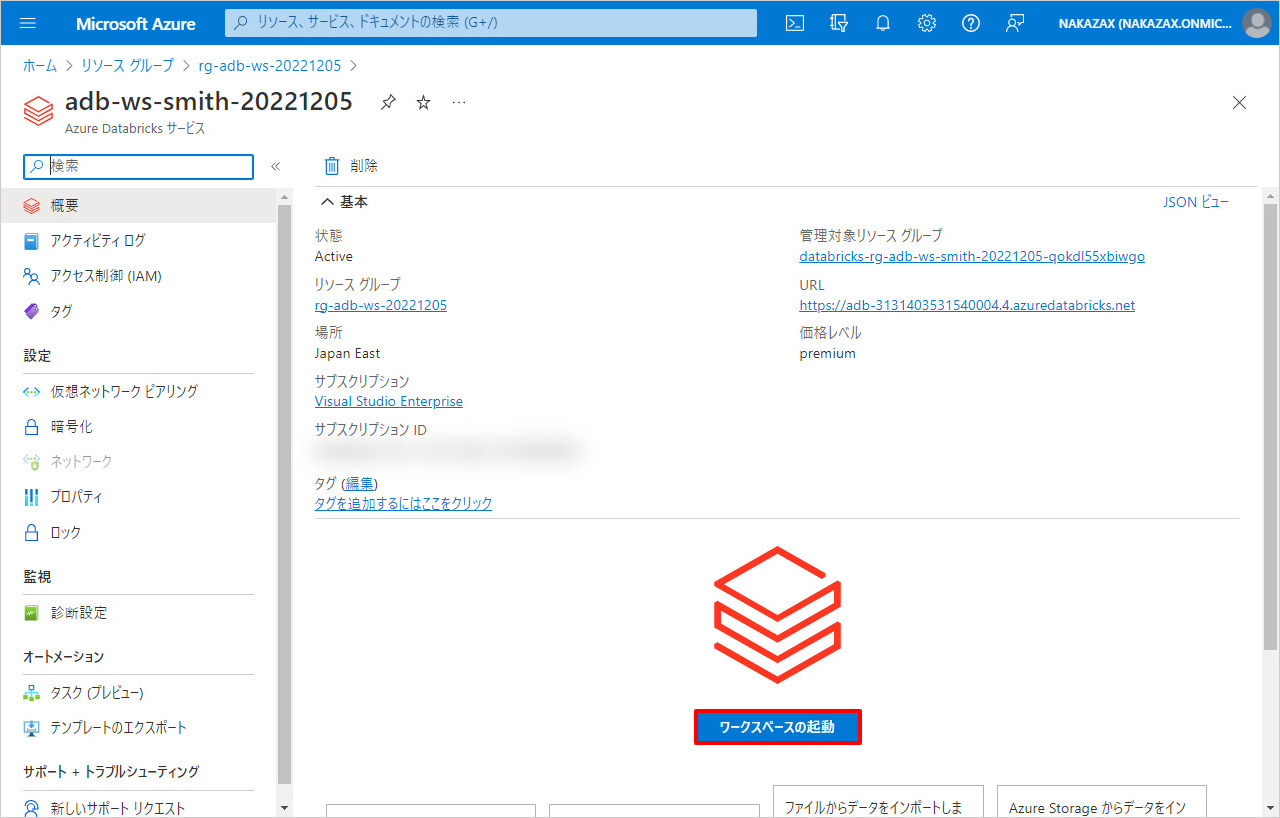 Microsoft Azure
リソース、サービス、ドキュメントの検索 (G+/)
NAKAZAX (NAKAZAX.ONMIC...
ホーム > リソース グループ > rg-adb-ws-20221205 >
adb-ws-smith-20221205
Azure Databricks サービス
検索
削除
概要
アクティビティ ログ
アクセス制御 (IAM)
タグ
設定
仮想ネットワーク ピアリング
暗号化
ネットワーク
プロパティ
ロック
監視
診断設定
オートメーション
タスク (プレビュー)
テンプレートのエクスポート
サポート + トラブルシューティング
新しいサポート リクエスト
基本
JSON ビュー
状態
Active
リソース グループ
rg-adb-ws-20221205
場所
Japan East
サブスクリプション
Visual Studio Enterprise
サブスクリプション ID
タグ (編集)
タグを追加するにはここをクリック
管理対象リソース グループ
databricks-rg-adb-ws-smith-20221205-qokdl55xbiwgo
URL
https://adb-3131403531540004.4.azuredatabricks.net
価格レベル
premium
ワークスペースの起動
ファイルからデータをインポートしま
Azure Storage からデータをイン